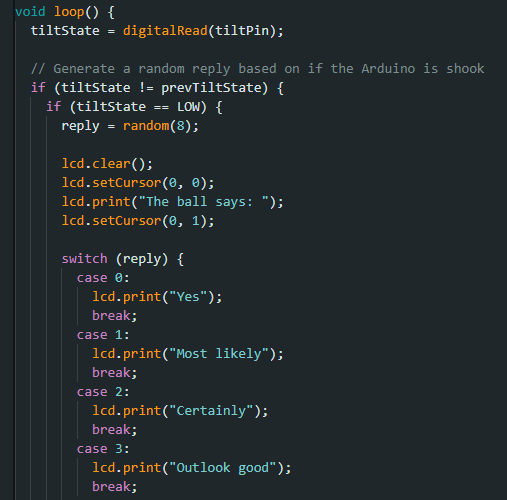 void loop() {
  tiltState = digitalRead(tiltPin);

  // Generate a random reply based on if the Arduino is shook
  if (tiltState != prevTiltState) {
    if (tiltState == LOW) {
      reply = random(8);

      lcd.clear();
      lcd.setCursor(0, 0);
      lcd.print("The ball says: ");
      lcd.setCursor(0, 1);

      switch (reply) {
        case 0:
          lcd.print("Yes");
          break;
        case 1:
          lcd.print("Most likely");
          break;
        case 2:
          lcd.print("Certainly");
          break;
        case 3:
          lcd.print("Outlook good");
          break;